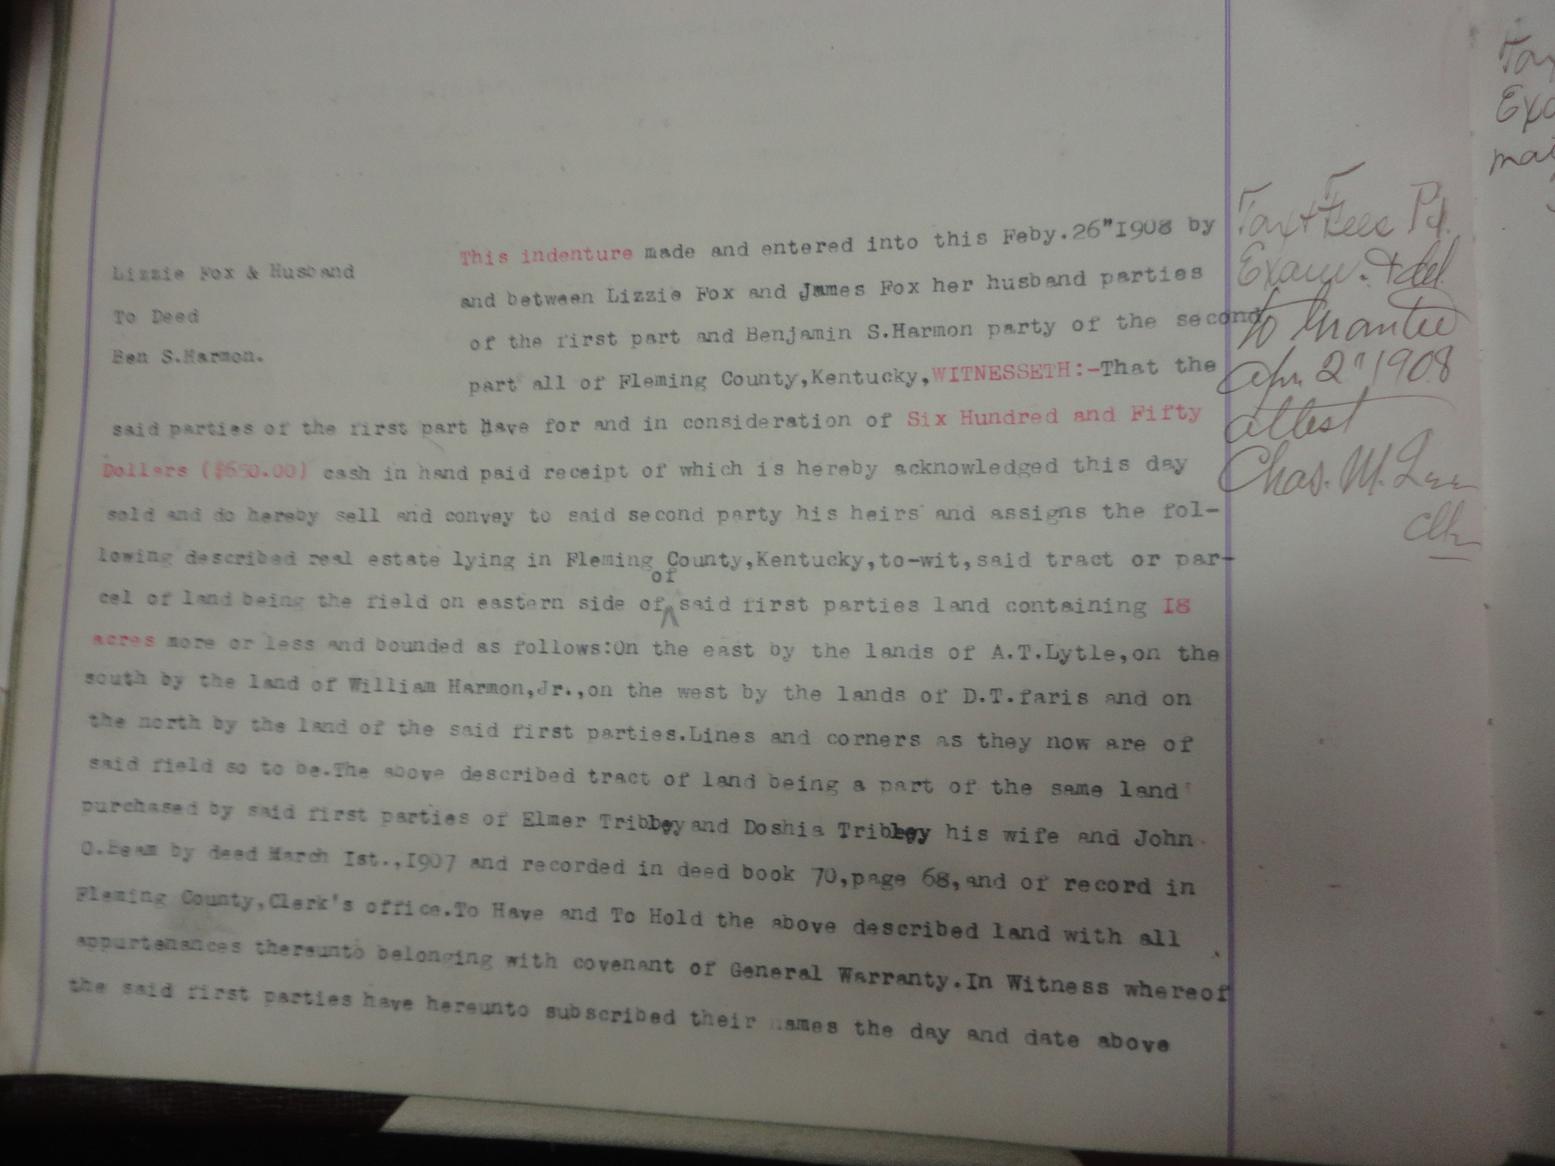 Lizzie Fox & Husband
To Deed
Ben S.Harmon.
This indenture made and entered into this Feby.26"I908 by
and between Lizzie Fox and James Fox her husband parties
of the first part and Benjamin S.Harmon party of the second
part all of Fleming County,Kentucky,WITNESSETH:-That the
said parties of the first part have for and in consideration of Six Hundred and Fifty
Dollars ($650.00) cash in hand paid receipt of which is hereby acknowledged this day
sold and do hereby sell and convey to said second party his heirs and assigns the fol-
lowing described real estate lying in Fleming County,Kentucky,to-wit,said tract or par-
cel of land being the field on eastern side of of said first parties land containing I8
acres more or less and bounded as follows:On the east by the lands of A.T.Lytle,on the
south by the land of William Harmon,Jr.,on the west by the lands of D.T.faris and on
the north by the land of the said first parties.Lines and corners as they now are of
said field so to be.The above described tract of land being a part of the same land
purchased by said first parties of Elmer Tribbey and Doshia Tribbey his wife and John
O.Beam by deed March Ist.,I907 and recorded in deed book 70,page 68,and of record in
Fleming County,Clerk's office.To Have and To Hold the above described land with all
appurtenances thereunto belonging with covenant of General Warranty.In Witness whereof
the said first parties have hereunto subscribed their names the day and date above
Tax + Fees Pd.
Exam. + del.
to Grantee
Apr. 2" 1908
attest
Chas. M.
Clk
Exa